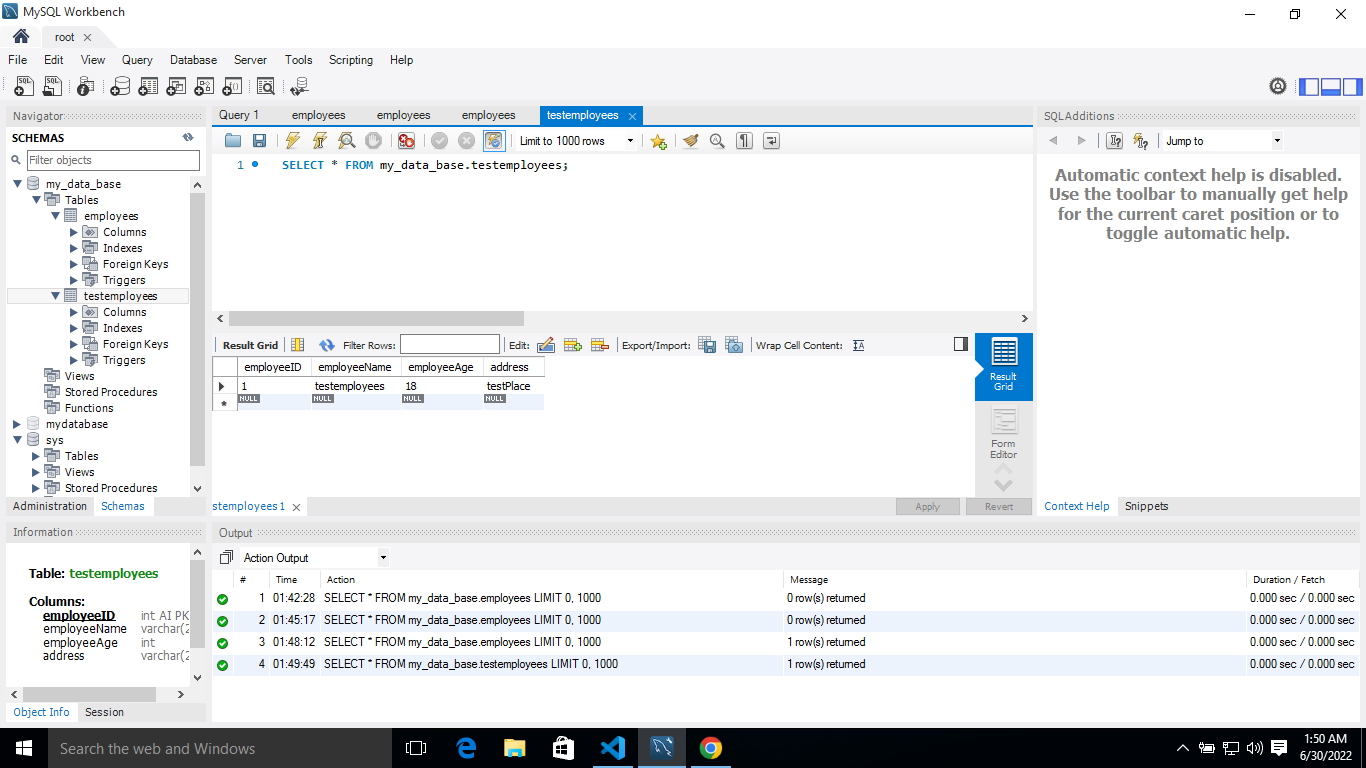 MySQL Workbench
root
File Edit View Query Database Server Tools Scripting Help
Navigator
SCHEMAS
Filter objects
my_data_base
Tables
employees
Columns
Indexes
Foreign Keys
Triggers
testemployees
Columns
Indexes
Foreign Keys
Triggers
Views
Stored Procedures
Functions
mydatabase
sys
Tables
Views
Stored Procedures
Administration Schemas
Information
Table: testemployees
Columns:
employeeID int AI PK
employeeName varchar(2
employeeAge int
address varchar(2
Object Info Session
Query 1 employees employees employees testemployees
Limit to 1000 rows
1 SELECT * FROM my_data_base.testemployees;
Result Grid Filter Rows: Edit: Export/Import: Wrap Cell Content:
employeeID employeeName employeeAge address
1 testemployees 18 testPlace
NULL NULL NULL NULL
Result
Grid
Form
Editor
stemployees 1 Apply Revert
SQLAdditions
Jump to
Automatic context help is disabled.
Use the toolbar to manually get help
for the current caret position or to
toggle automatic help.
Context Help Snippets
Output
Action Output
# Time Action Message Duration / Fetch
1 01:42:28 SELECT * FROM my_data_base.employees LIMIT 0, 1000 0 row(s) returned 0.000 sec / 0.000 sec
2 01:45:17 SELECT * FROM my_data_base.employees LIMIT 0, 1000 0 row(s) returned 0.000 sec / 0.000 sec
3 01:48:12 SELECT * FROM my_data_base.employees LIMIT 0, 1000 1 row(s) returned 0.000 sec / 0.000 sec
4 01:49:49 SELECT * FROM my_data_base.testemployees LIMIT 0, 1000 1 row(s) returned 0.000 sec / 0.000 sec
Search the web and Windows
1:50 AM
6/30/2022